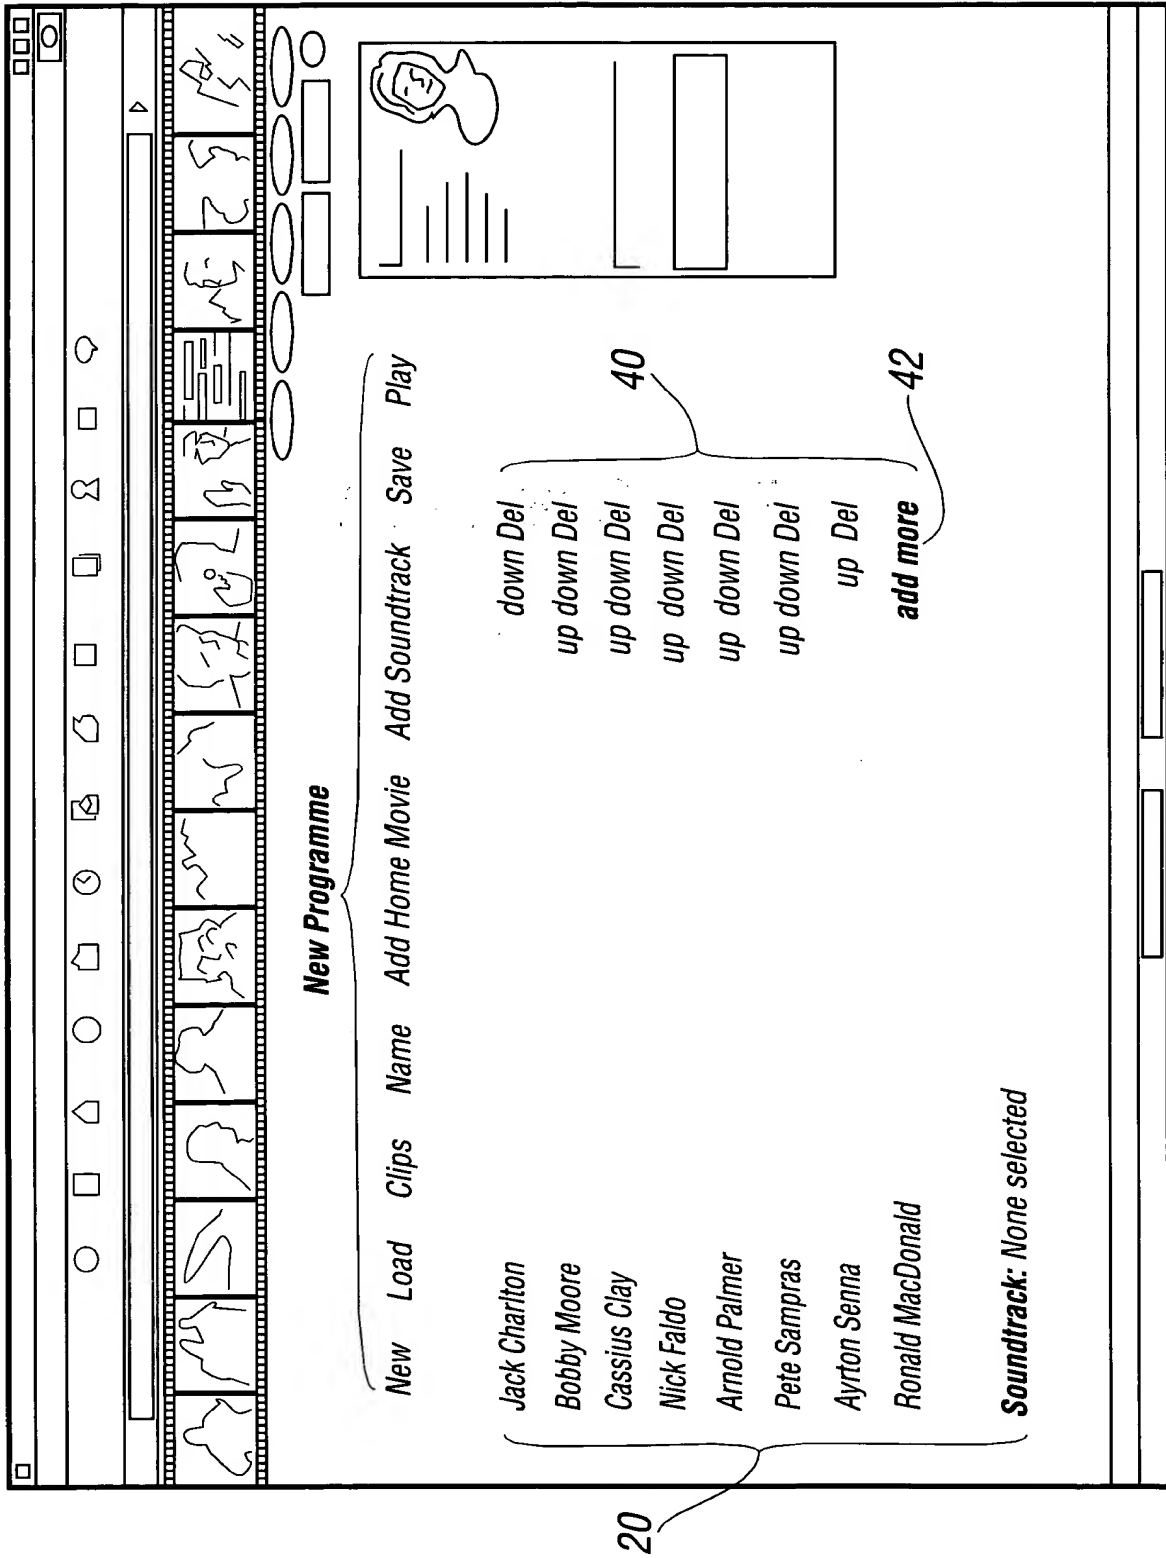 New Programme
New Load Clips Name Add Home Movie Add Soundtrack Save Play
Jack Charlton down Del
Bobby Moore up down Del
Cassius Clay up down Del
Nick Faldo up down Del
Arnold Palmer up down Del
Pete Sampras up down Del
Ayrton Senna up Del
Ronald MacDonald add more
Soundtrack: None selected
20
40
42